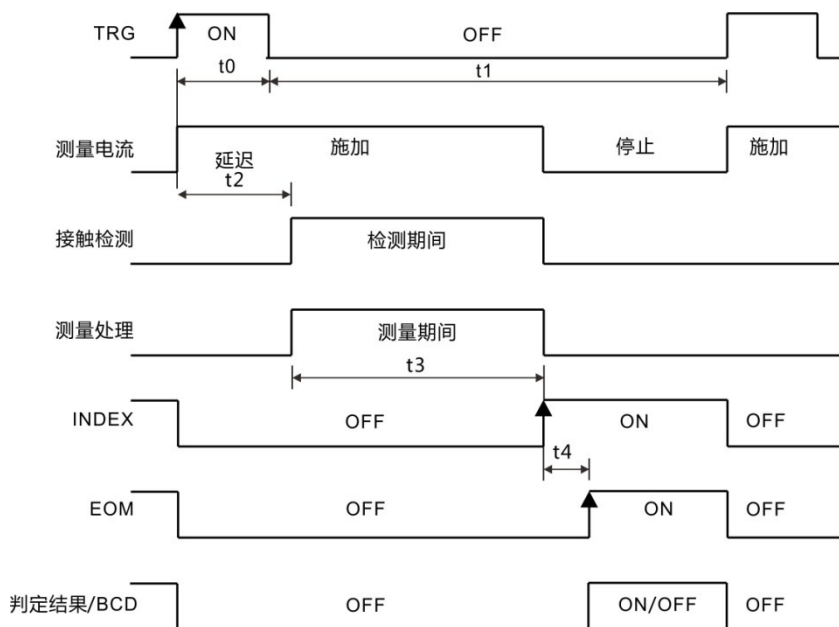 TRG
ON
OFF
t0
t1
测量电流
施加
停止
施加
延迟
t2
接触检测
检测期间
测量处理
测量期间
t3
INDEX
OFF
ON
OFF
t4
EOM
OFF
ON
OFF
判定结果/BCD
OFF
ON/OFF
OFF